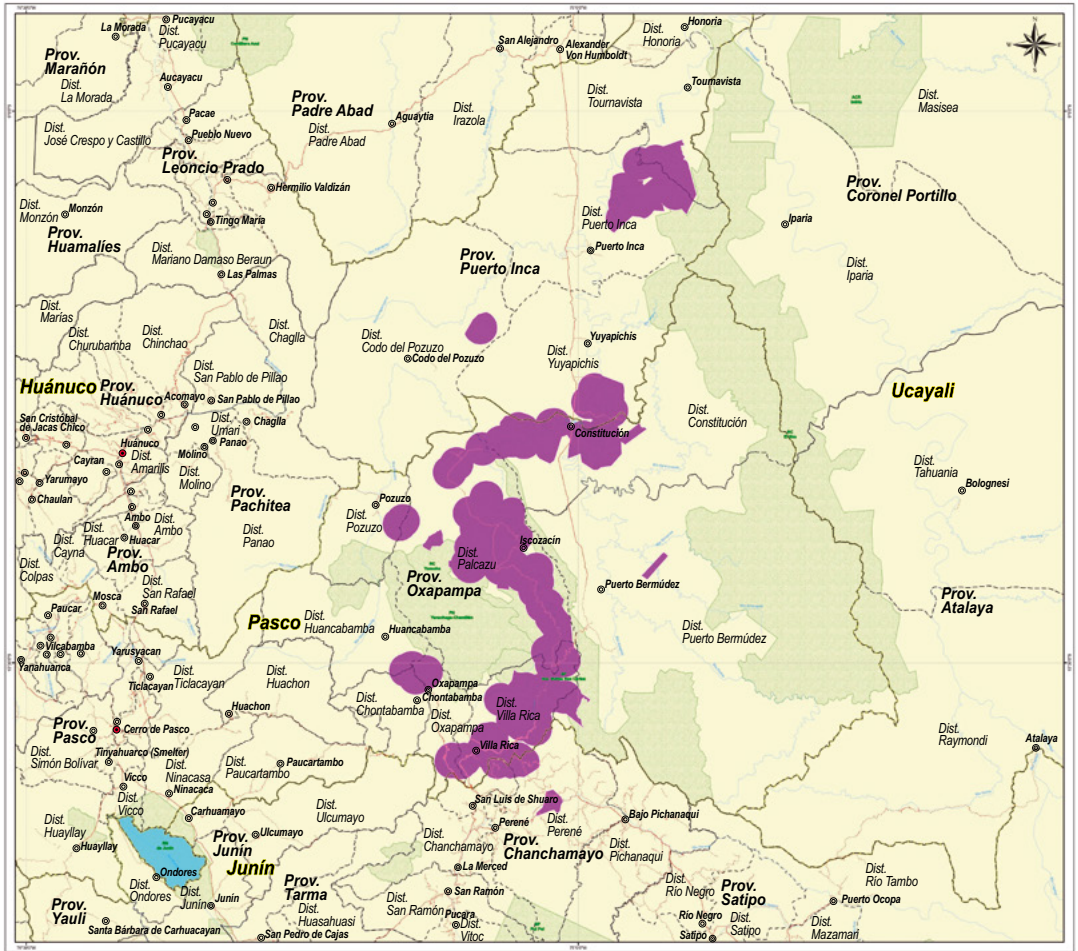 La Morada
Pucayacu
Dist.
Pucayacu
San Alejandro
Alexander
Von Humboldt
Dist.
Honoria
Honoria
N
Prov.
Marañón
Dist.
La Morada
Aucayacu
Prov.
Padre Abad
Dist.
Padre Abad
Aguaytia
Dist.
Irazola
Dist.
Tournavista
Tournavista
Dist.
Masisea
Pacae
Dist.
José Crespo y Castillo
Pueblo Nuevo
Prov.
Leoncio Prado
Hermilio Valdizán
Prov.
Coronel Portillo
Dist.
Monzón
Monzón
Tingo María
Dist.
Puerto Inca
Iparia
Prov.
Huamalíes
Dist.
Mariano Damaso Beraun
Las Palmas
Prov.
Puerto Inca
Puerto Inca
Dist.
Iparia
Dist.
Marías
Dist.
Churubamba
Dist.
Chinchao
Dist.
Chaglla
Dist.
Codo del Pozuzo
Codo del Pozuzo
Dist.
Yuyapichis
Yuyapichis
Dist.
San Pablo de Pillao
Huánuco
Prov.
Huánuco
Acomayo
San Pablo de Pillao
Ucayali
San Cristóbal
de Jacas Chico
Dist.
Umari
Chaglla
Dist.
Constitución
Constitución
Huánuco
Panao
Molino
Cayran
Dist.
Amarilis
Dist.
Molino
Yarumayo
Chaulan
Prov.
Pachitea
Dist.
Tahuania
Bolognesi
Pozuzo
Dist.
Pozuzo
Ambo
Dist.
Ambo
Dist.
Huacar
Huacar
Dist.
Cayna
Dist.
Panao
Prov.
Ambo
Dist.
Colpas
Iscozacín
Dist.
Palcazu
Prov.
Oxapampa
Puerto Bermúdez
Prov.
Atalaya
Mosca
Dist.
San Rafael
San Rafael
Paucar
Pasco
Dist.
Huancabamba
Huancabamba
Dist.
Puerto Bermúdez
Vilcabamba
Yanahuanca
Yarusyacan
Dist.
Ticlacayan
Ticlacayan
Dist.
Huachon
Huachon
Oxapampa
Chontabamba
Dist.
Chontabamba
Dist.
Oxapampa
Dist.
Villa Rica
Villa Rica
Prov.
Pasco
Cerro de Pasco
Dist.
Raymondi
Atalaya
Dist.
Simón Bolívar
Tinyahuarco (Smelter)
Dist.
Ninacasa
Ninacaca
Dist.
Paucartambo
Paucartambo
Vicco
Dist.
Vicco
Carhuamayo
Dist.
Ulcumayo
Ulcumayo
San Luis de Shuaro
Perené
Dist.
Perené
Bajo Pichanaqui
Dist.
Pichanaqui
Dist.
Huayllay
Huayllay
Prov.
Junín
Junín
Dist.
Chanchamayo
Prov.
Chanchamayo
La Merced
Ondores
Dist.
Ondores
Dist.
Junín
Junín
Prov.
Tarma
Dist.
Huasahuasi
San Ramón
Dist.
San Ramón
Pucara
Dist.
Vitoc
Dist.
Río Negro
Río Negro
Prov.
Satipo
Dist.
Satipo
Satipo
Dist.
Río Tambo
Puerto Ocopa
Dist.
Mazamari
Prov.
Yauli
Santa Bárbara de Carhuacayan
San Pedro de Cajas